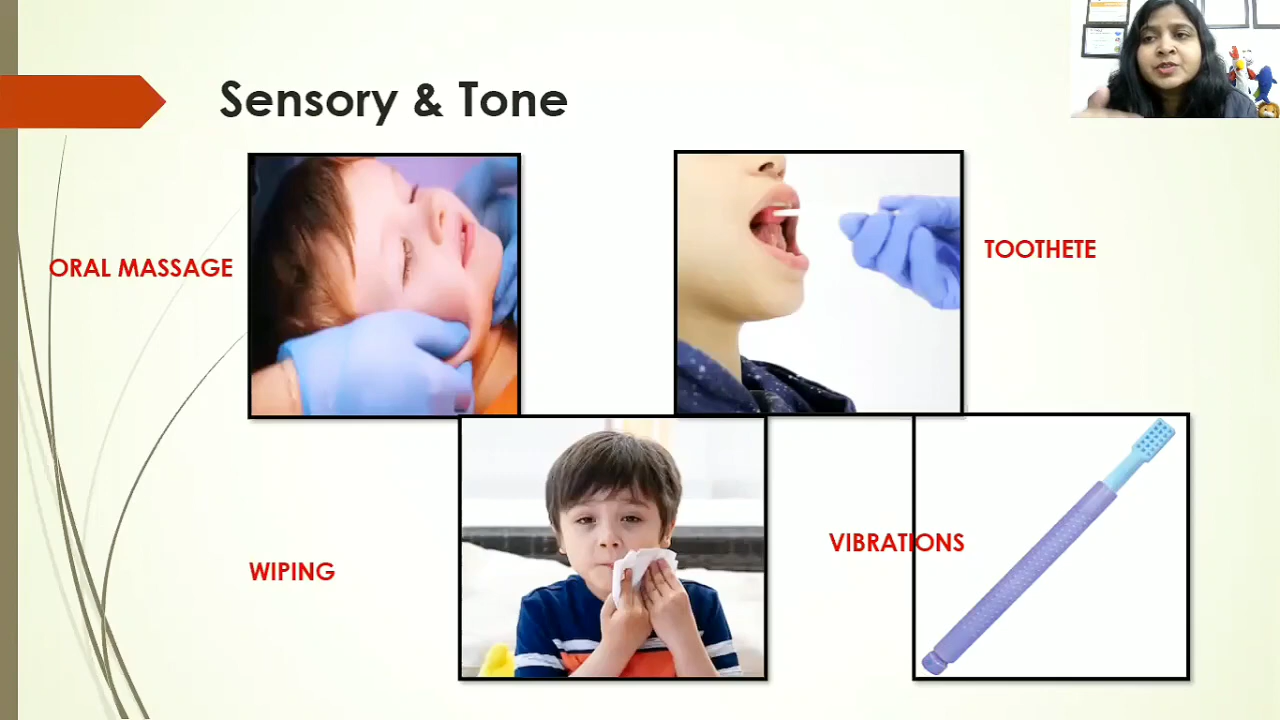 Sensory & Tone
ORAL MASSAGE
TOOTHETE
WIPING
VIBRATIONS